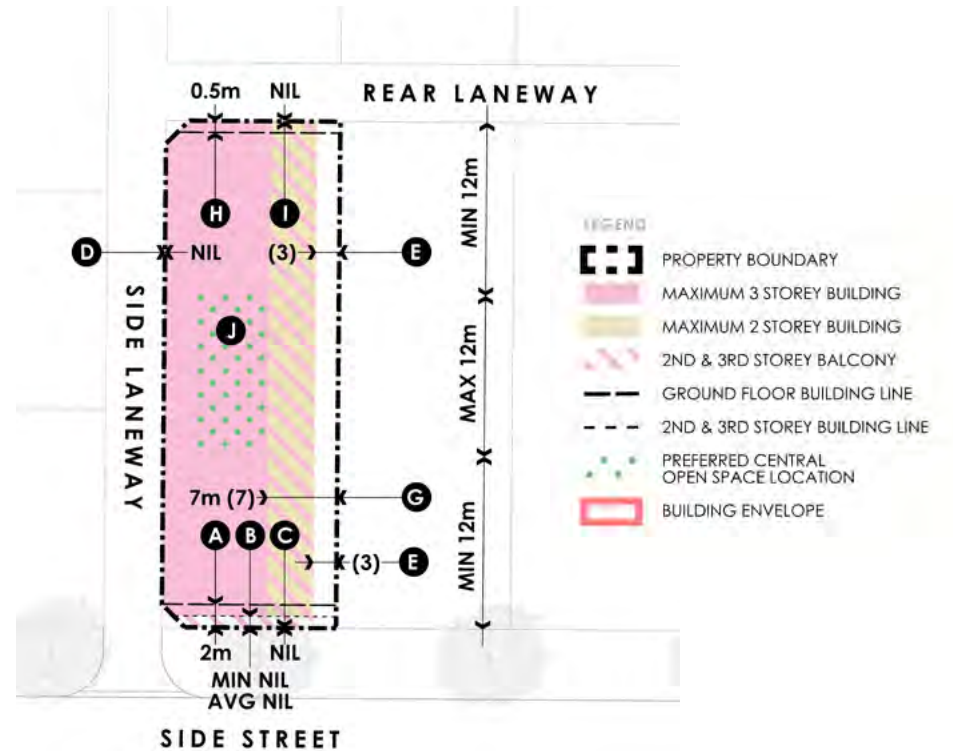 0.5m NIL REAR LANEWAY
MIN 12m
H I
D NIL (3) E
SIDE LANEWAY
J
MAX 12m
7m (7) G
A B C
(3) E
MIN 12m
2m NIL
MIN NIL
AVG NIL
SIDE STREET
LEGEND
PROPERTY BOUNDARY
MAXIMUM 3 STOREY BUILDING
MAXIMUM 2 STOREY BUILDING
2ND & 3RD STOREY BALCONY
GROUND FLOOR BUILDING LINE
2ND & 3RD STOREY BUILDING LINE
PREFERRED CENTRAL
OPEN SPACE LOCATION
BUILDING ENVELOPE